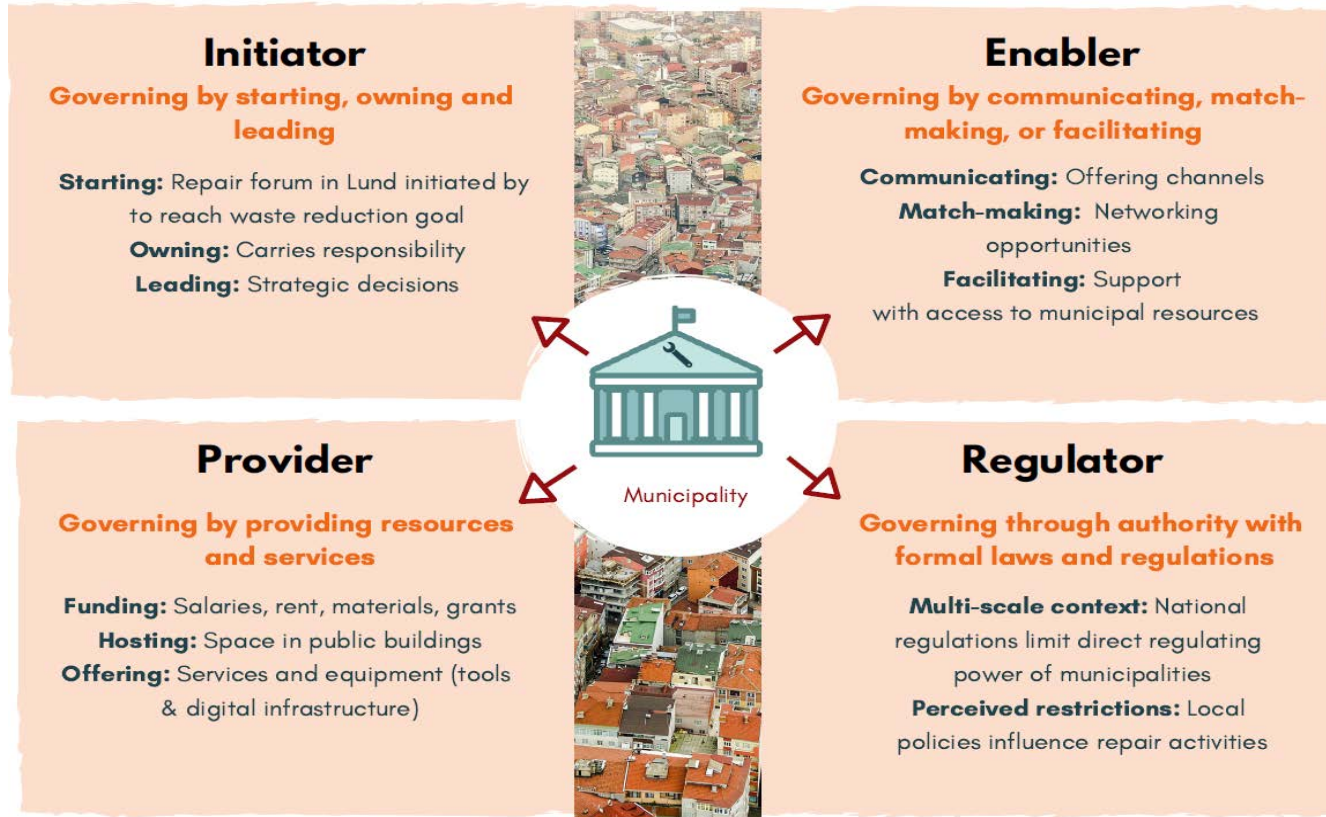 Initiator
Governing by starting, owning and
leading
Starting: Repair forum in Lund initiated by
to reach waste reduction goal
Owning: Carries responsibility
Leading: Strategic decisions
Enabler
Governing by communicating, match-
making, or facilitating
Communicating: Offering channels
Match-making: Networking
opportunities
Facilitating: Support
with access to municipal resources
Municipality
Provider
Governing by providing resources
and services
Funding: Salaries, rent, materials, grants
Hosting: Space in public buildings
Offering: Services and equipment (tools
& digital infrastructure)
Regulator
Governing through authority with
formal laws and regulations
Multi-scale context: National
regulations limit direct regulating
power of municipalities
Perceived restrictions: Local
policies influence repair activities